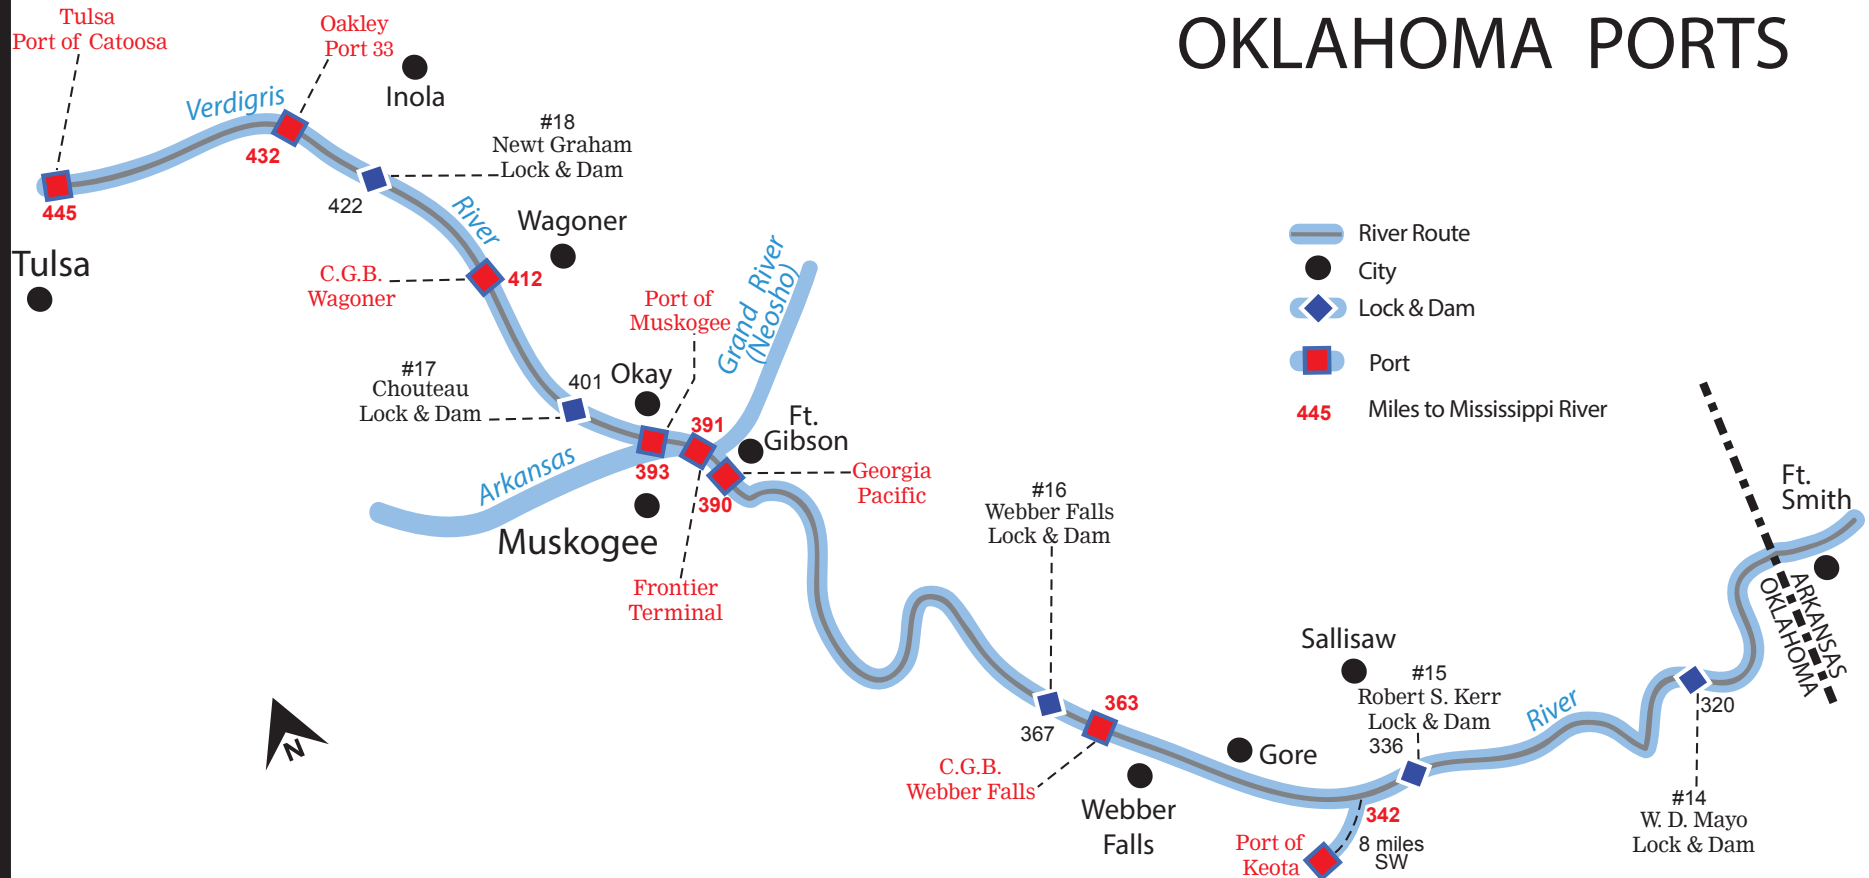 OKLAHOMA PORTS
Tulsa
Port of Catoosa
Oakley
Port 33
Inola
Verdigris
432
445
#18
Newt Graham
Lock & Dam
422
River
Wagoner
Tulsa
C.G.B.
Wagoner
412
Port of
Muskogee
Grand River
(Neosho)
#17
Chouteau
Lock & Dam
401
Okay
391
Ft.
Gibson
393
390
Georgia
Pacific
Arkansas
Muskogee
Frontier
Terminal
River Route
City
Lock & Dam
Port
445 Miles to Mississippi River
#16
Webber Falls
Lock & Dam
367
363
C.G.B.
Webber Falls
Webber
Falls
Gore
Sallisaw
#15
Robert S. Kerr
Lock & Dam
336
342
8 miles
SW
Port of
Keota
River
320
#14
W. D. Mayo
Lock & Dam
Ft.
Smith
ARKANSAS
OKLAHOMA
N